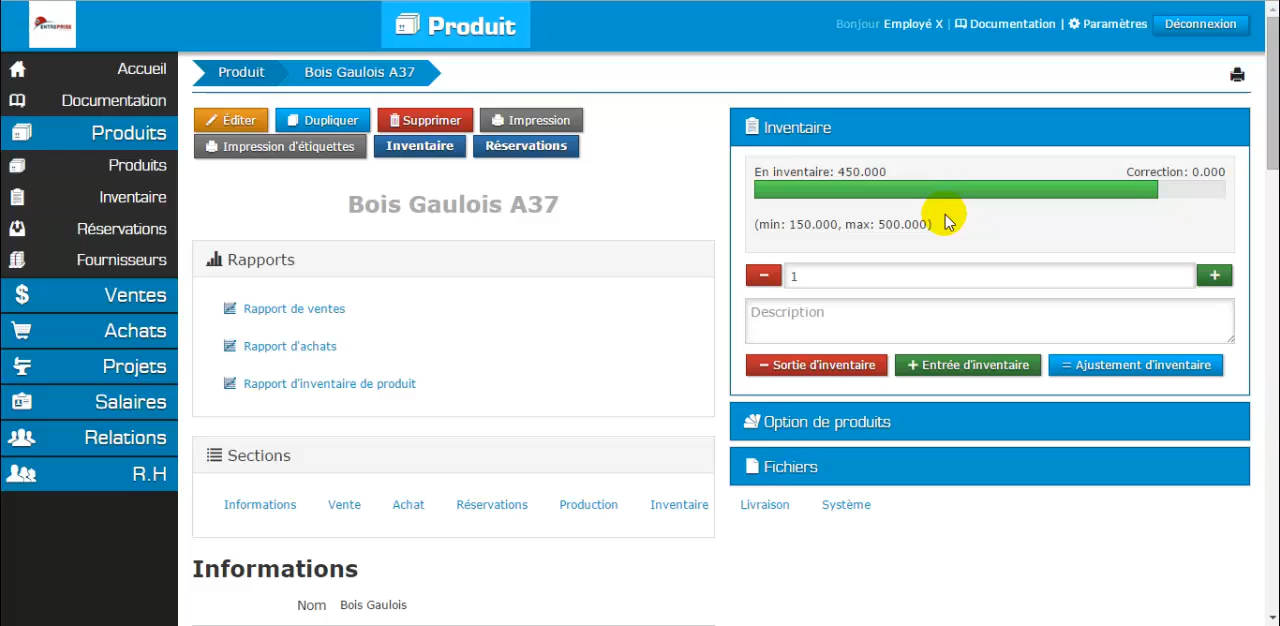 ENTREPRISE
Produit
Bonjour Employé X | Documentation | Paramètres Déconnexion
Accueil
Documentation
Produits
Produits
Inventaire
Réservations
Fournisseurs
Ventes
Achats
Projets
Salaires
Relations
R.H
Produit Bois Gaulois A37
Éditer Dupliquer Supprimer Impression
Impression d'étiquettes Inventaire Réservations
Bois Gaulois A37
Rapports
Rapport de ventes
Rapport d'achats
Rapport d'inventaire de produit
Sections
Informations Vente Achat Réservations Production Inventaire Livraison Système
Informations
Nom Bois Gaulois
Inventaire
En inventaire: 450.000 Correction: 0.000
(min: 150.000, max: 500.000)
− 1 +
Description
− Sortie d'inventaire + Entrée d'inventaire = Ajustement d'inventaire
Option de produits
Fichiers